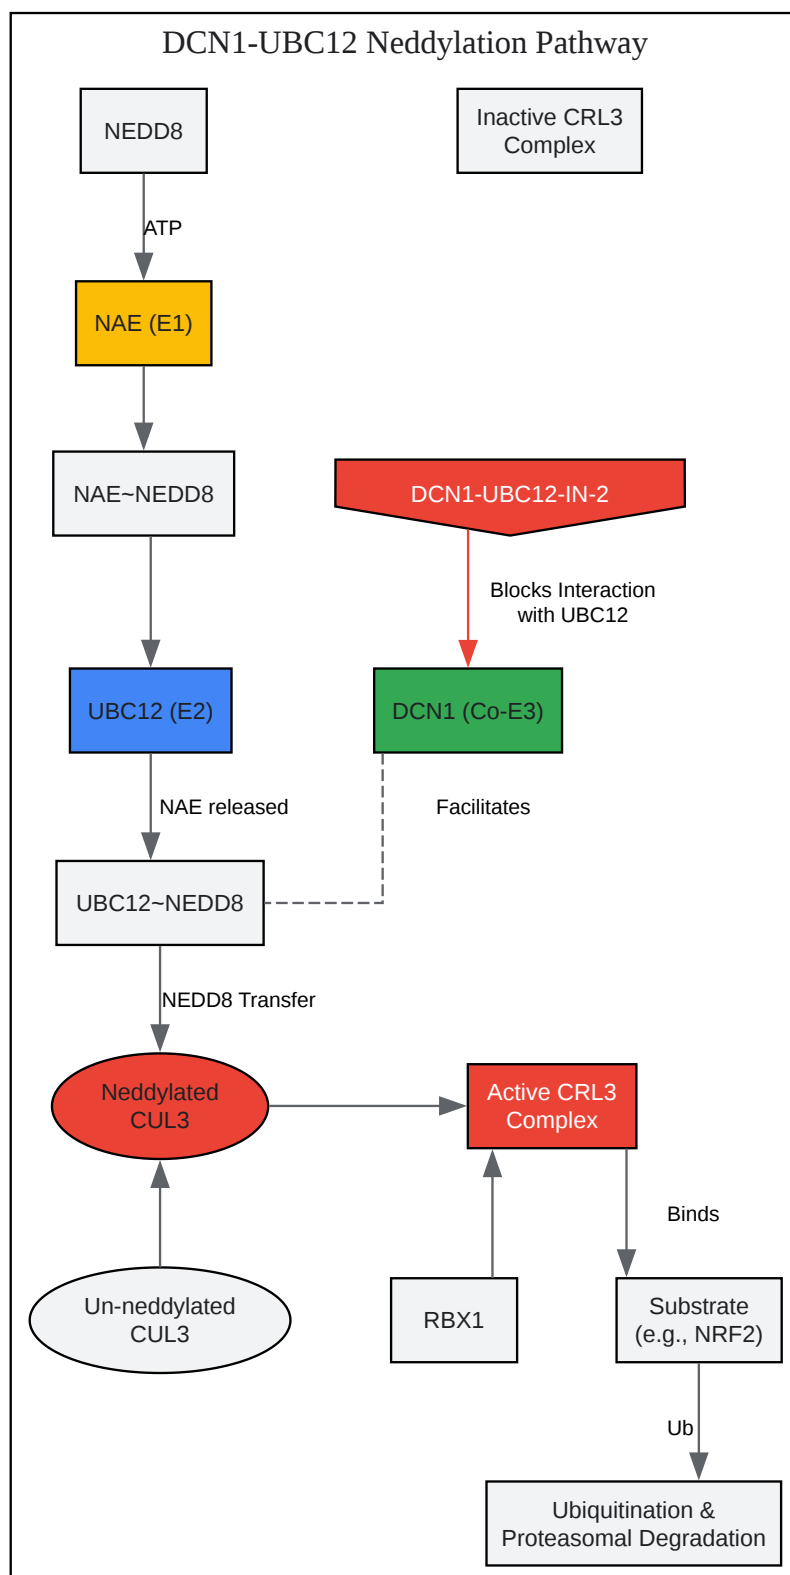 DCN1-UBC12 Neddylation Pathway
NEDD8
Inactive CRL3
Complex
ATP
NAE (E1)
NAE~NEDD8
DCN1-UBC12-IN-2
Blocks Interaction
with UBC12
UBC12 (E2)
DCN1 (Co-E3)
NAE released
Facilitates
UBC12~NEDD8
NEDD8 Transfer
Neddylated
CUL3
Active CRL3
Complex
Binds
Un-neddylated
CUL3
RBX1
Substrate
(e.g., NRF2)
Ub
Ubiquitination &
Proteasomal Degradation